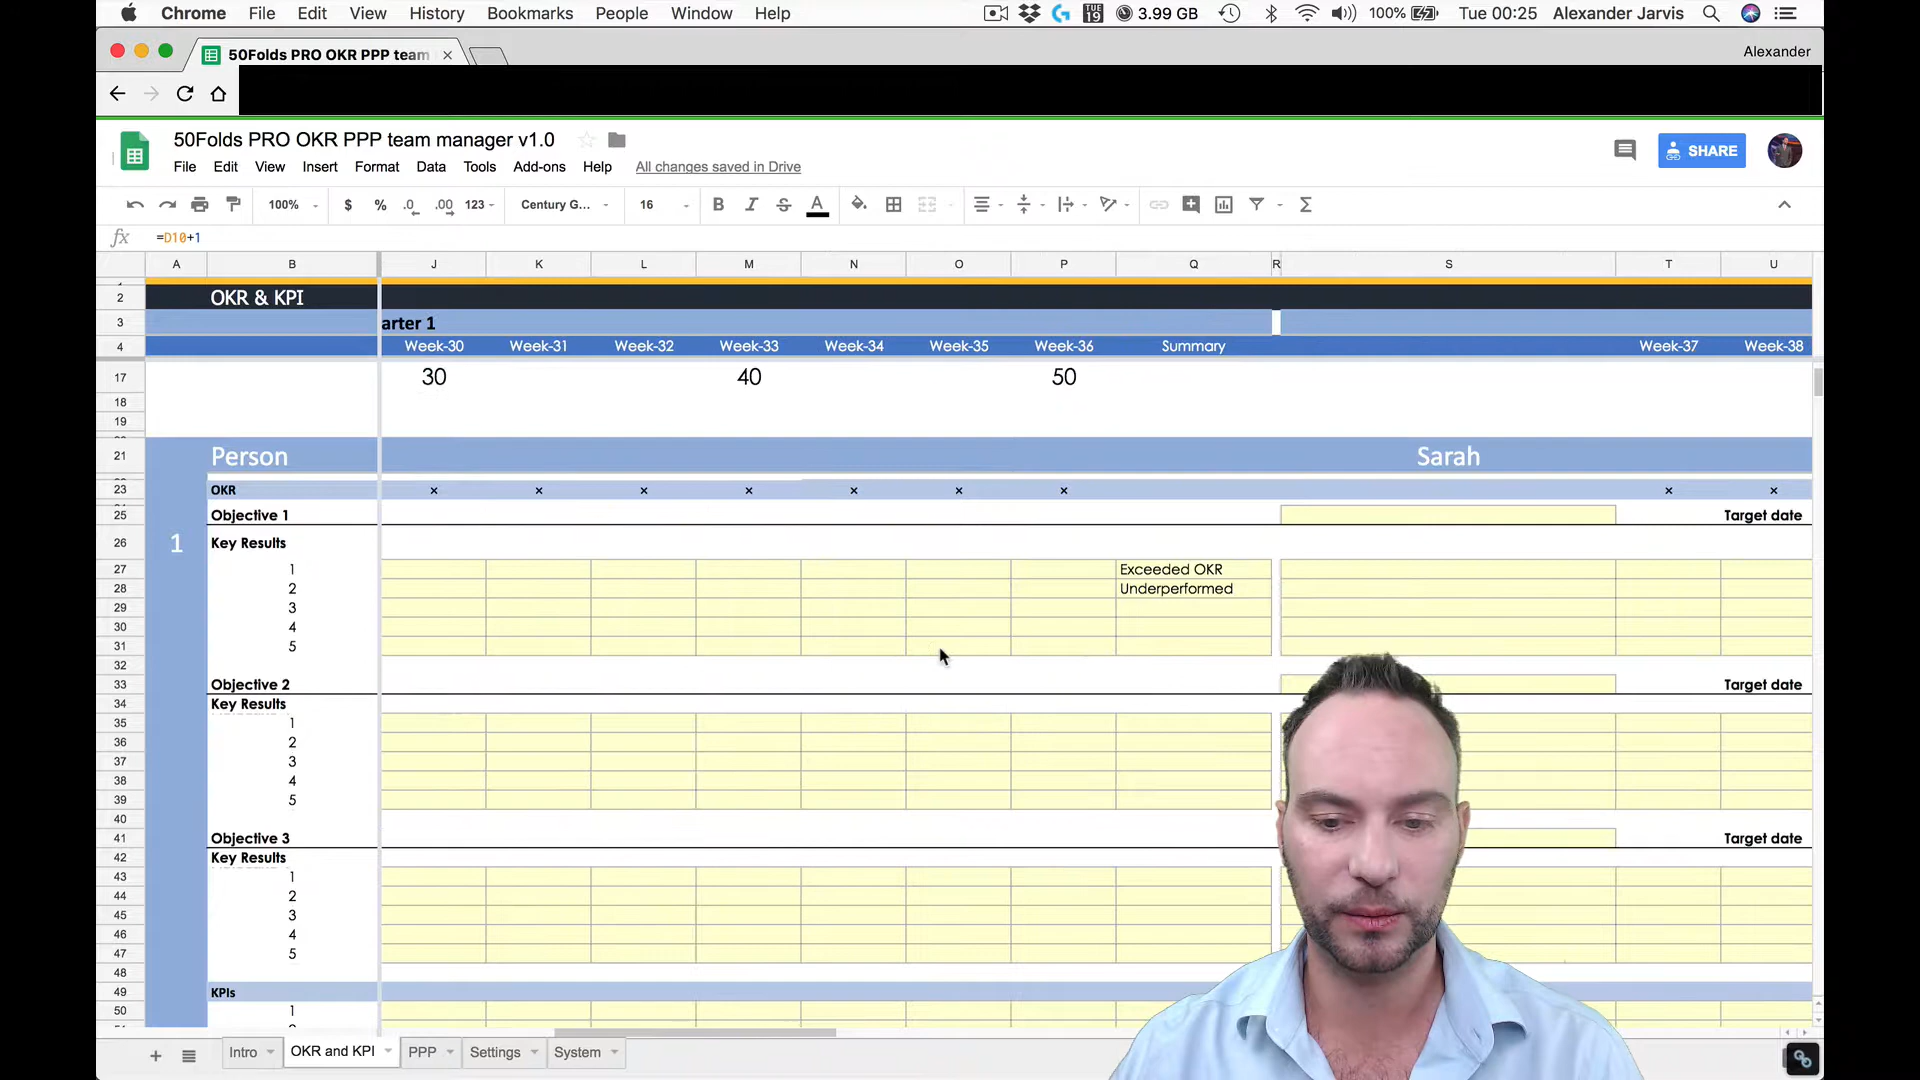 Chrome File Edit View History Bookmarks People Window Help TUE 19 3.99 GB 100% Tue 00:25 Alexander Jarvis
50Folds PRO OKR PPP team Alexander
50Folds PRO OKR PPP team manager v1.0
SHARE
File Edit View Insert Format Data Tools Add-ons Help All changes saved in Drive
100% $ % .0 .00 123 Century G... 16 B I S A Σ
fx =D10+1
A B J K L M N O P Q R S T U
1
2 OKR & KPI
3 arter 1
4 Week-30 Week-31 Week-32 Week-33 Week-34 Week-35 Week-36 Summary Week-37 Week-38
17 30 40 50
18
19
21 Person Sarah
23 OKR × × × × × × × × ×
25 Objective 1 Target date
26 1 Key Results
27 1 Exceeded OKR
28 2 Underperformed
29 3
30 4
31 5
32
33 Objective 2 Target date
34 Key Results
35 1
36 2
37 3
38 4
39 5
40
41 Objective 3 Target date
42 Key Results
43 1
44 2
45 3
46 4
47 5
48
49 KPIs
50 1
Intro OKR and KPI PPP Settings System